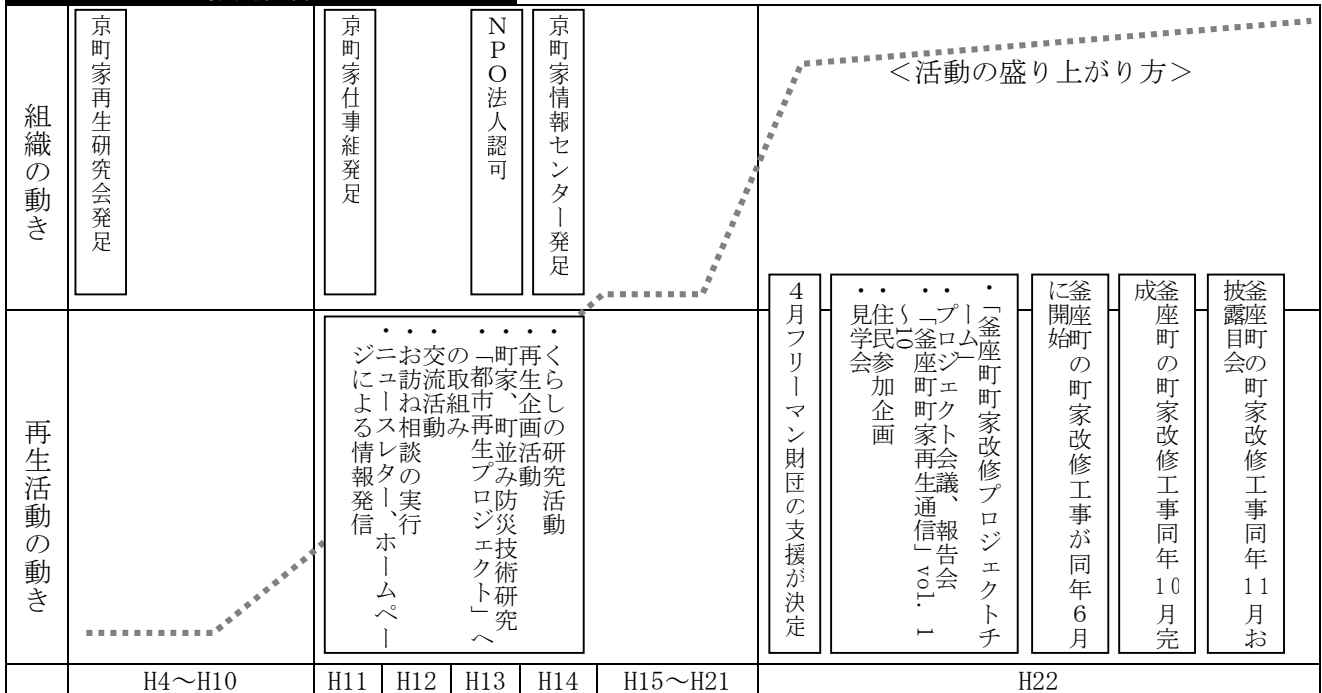 組織の動き
京町家再生研究会発足
京町家仕事組発足
NPO法人認可
京町家情報センター発足
<活動の盛り上がり方>
再生活動の動き
・くらしの研究活動
・再生企画活動
・町家、町並み防災技術研究
・「都市再生プロジェクト」へ
の取組み
・交流活動
・お訪ね相談の実行
・ニュースレター、ホームペー
ジによる情報発信
4月フリーマン財団の支援が決定
・「釜座町町家改修プロジェクトチ
ーム」
・プロジェクト会議、報告会
・「釜座町町家再生通信」vol. 1
~10
・住民参加企画
・見学会
釜座町の町家改修工事が同年6月
に開始
釜座町の町家改修工事同年10月完
成
釜座町の町家改修工事同年11月お
披露目会
H4~H10
H11
H12
H13
H14
H15~H21
H22